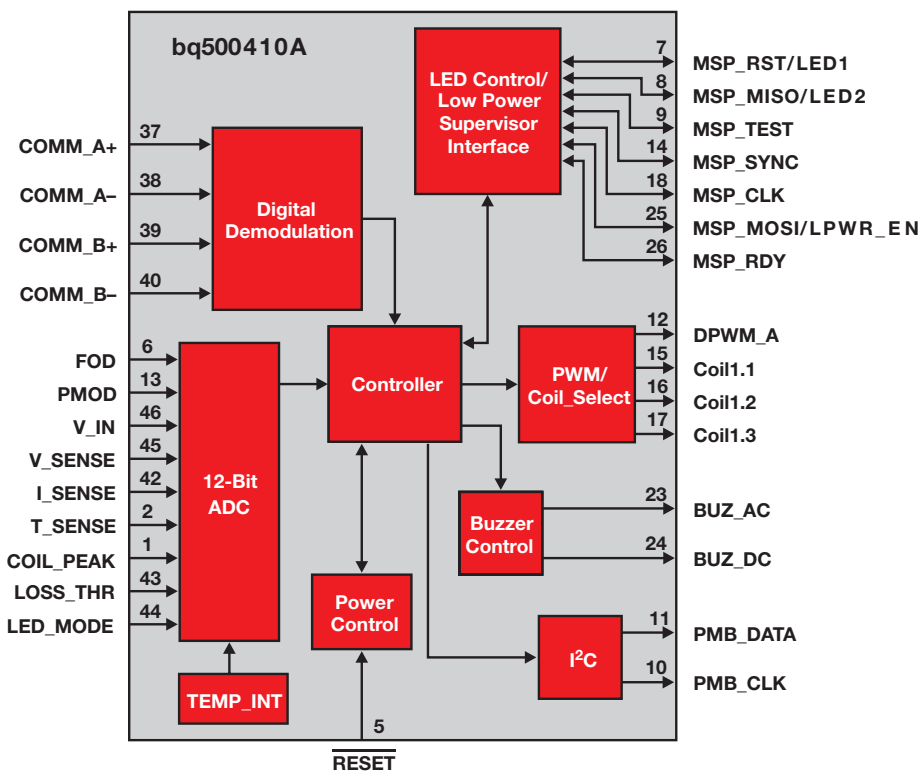 bq500410A
COMM_A+
37
COMM_A–
38
COMM_B+
39
COMM_B–
40
Digital
Demodulation
LED Control/
Low Power
Supervisor
Interface
7
MSP_RST/LED1
8
MSP_MISO/LED2
9
MSP_TEST
14
MSP_SYNC
18
MSP_CLK
25
MSP_MOSI/LPWR_EN
26
MSP_RDY
FOD
6
PMOD
13
V_IN
46
V_SENSE
45
I_SENSE
42
T_SENSE
2
COIL_PEAK
1
LOSS_THR
43
LED_MODE
44
12-Bit
ADC
TEMP_INT
Controller
PWM/
Coil_Select
12
DPWM_A
15
Coil1.1
16
Coil1.2
17
Coil1.3
Buzzer
Control
23
BUZ_AC
24
BUZ_DC
Power
Control
I²C
11
PMB_DATA
10
PMB_CLK
5
RESET